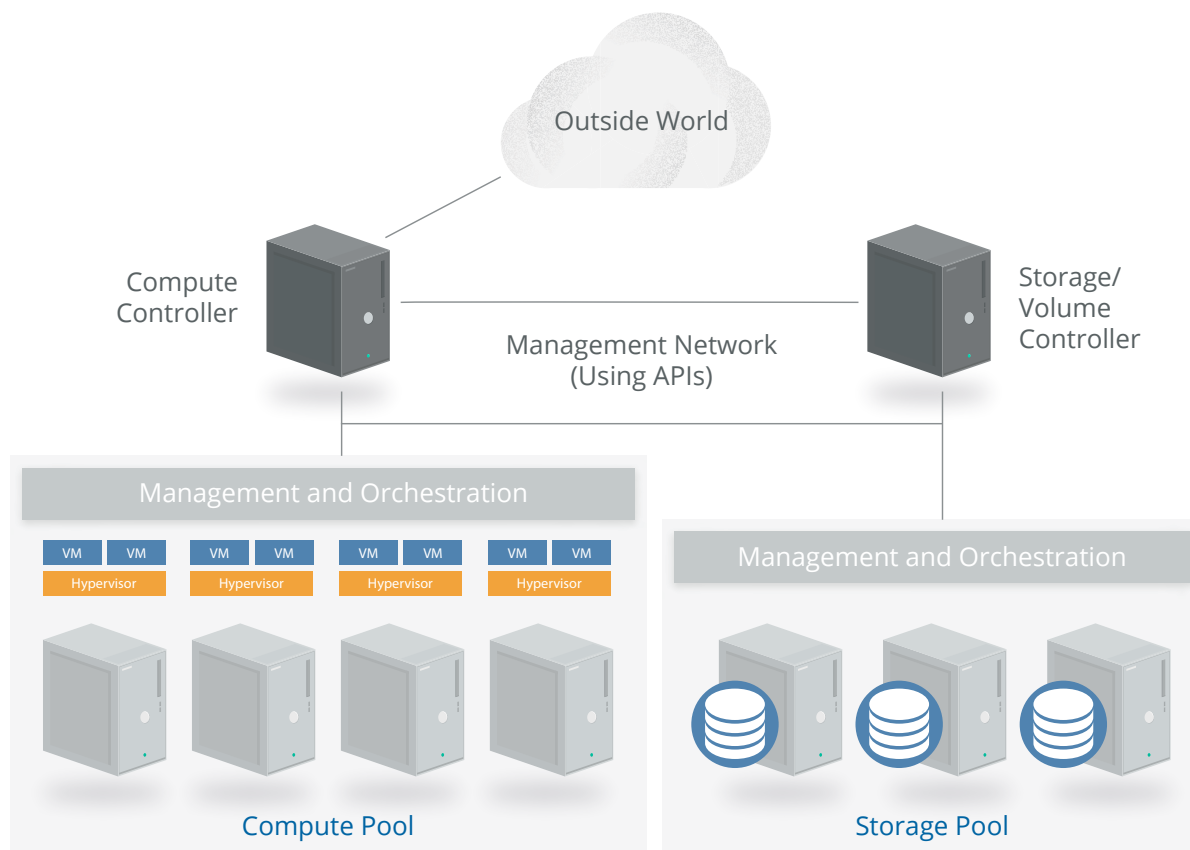 Outside World
Compute
Controller
Storage/
Volume
Controller
Management Network
(Using APIs)
Management and Orchestration
VM VM VM VM VM VM VM VM
Hypervisor Hypervisor Hypervisor Hypervisor
Compute Pool
Management and Orchestration
Storage Pool